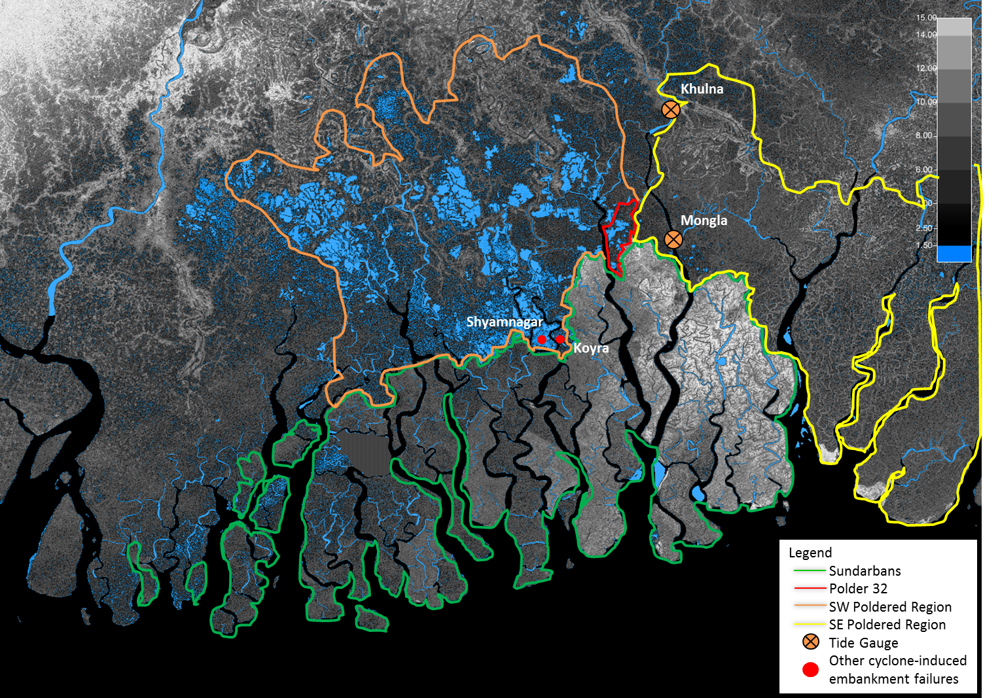 15.00
14.00
12.00
10.00
8.00
6.00
2.50
1.50
Khulna
Mongla
Shyamnagar
Koyra
Legend
Sundarbans
Polder 32
SW Poldered Region
SE Poldered Region
Tide Gauge
Other cyclone-induced
embankment failures